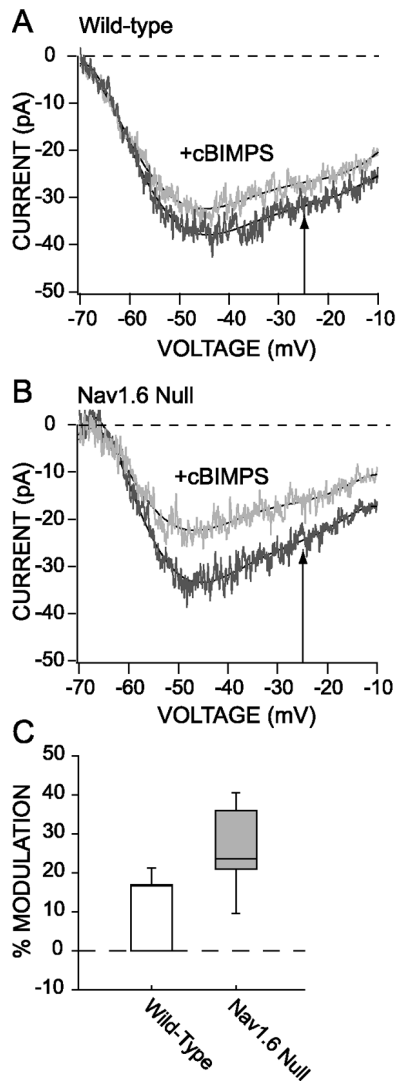 A
Wild-type
0
-10
-20
-30
-40
-50
CURRENT (pA)
+cBIMPS
-70 -60 -50 -40 -30 -20 -10
VOLTAGE (mV)
B
Nav1.6 Null
0
-10
-20
-30
-40
-50
CURRENT (pA)
+cBIMPS
-70 -60 -50 -40 -30 -20 -10
VOLTAGE (mV)
C
50
40
30
20
10
0
-10
% MODULATION
Wild-Type
Nav1.6 Null